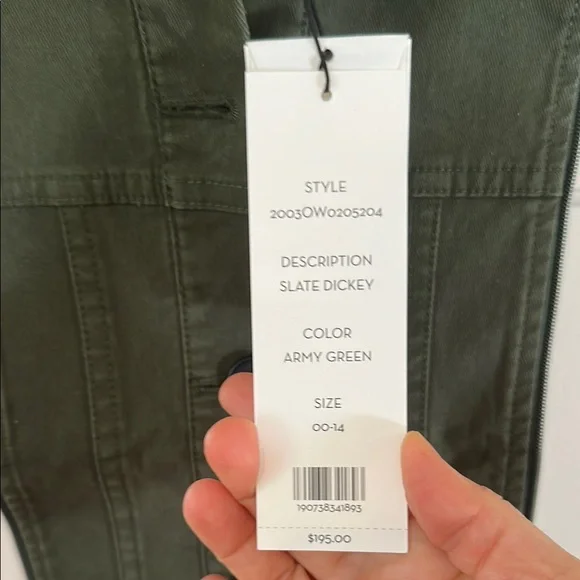 STYLE
2003OW0205204
DESCRIPTION
SLATE DICKEY
COLOR
ARMY GREEN
SIZE
00-14
190738341893
$195.00